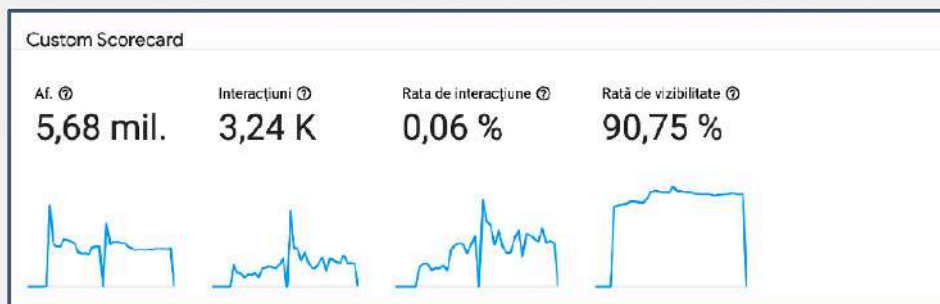 Custom Scorecard
Af. ?
Interacțiuni ?
Rata de interacțiune ?
Rată de vizibilitate ?
5,68 mil.
3,24 K
0,06 %
90,75 %